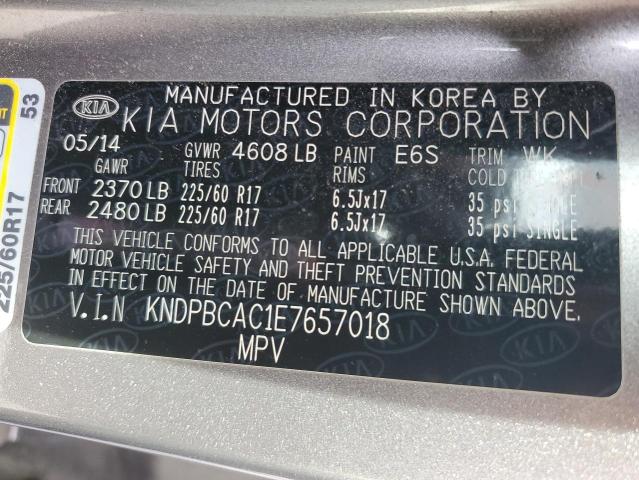 MANUFACTURED IN KOREA BY
KIA KIA MOTORS CORPORATION
05/14 GVWR 4608 LB PAINT E6S TRIM WK
GAWR TIRES RIMS COLD
FRONT 2370 LB 225/60 R17 6.5Jx17 35 psi
REAR 2480 LB 225/60 R17 6.5Jx17 35 psi SINGLE
THIS VEHICLE CONFORMS TO ALL APPLICABLE U.S.A. FEDERAL
MOTOR VEHICLE SAFETY AND THEFT PREVENTION STANDARDS
IN EFFECT ON THE DATE OF MANUFACTURE SHOWN ABOVE.
V.I.N KNDPBCAC1E7657018
MPV
53
225/60R17